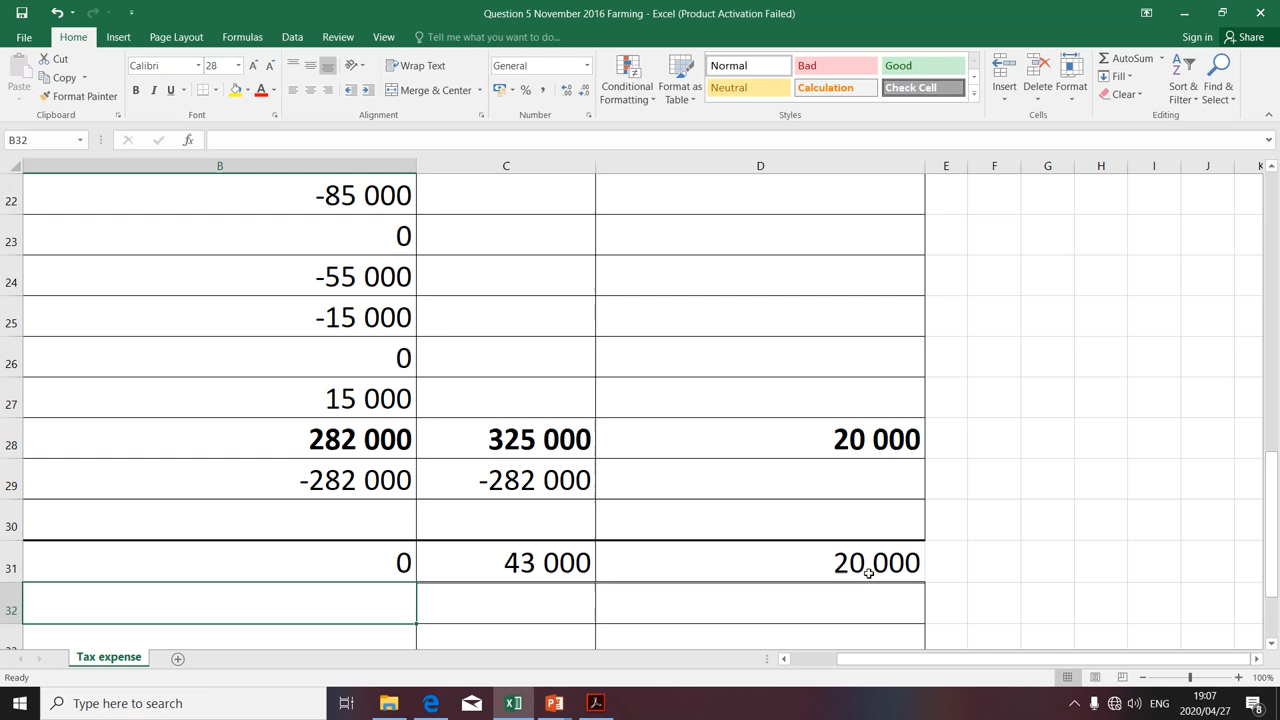 Question 5 November 2016 Farming - Excel (Product Activation Failed)
File Home Insert Page Layout Formulas Data Review View Tell me what you want to do... Sign in Share
Paste
Cut
Copy
Format Painter
Clipboard
Calibri 28 A A
B I U A
Font
Wrap Text
Merge & Center
Alignment
General
% ,
Number
Conditional Formatting
Format as Table
Normal Bad Good
Neutral Calculation Check Cell
Styles
Insert Delete Format
Cells
AutoSum
Fill
Clear
Sort & Filter
Find & Select
Editing
B32 fx
B C D E F G H I J K
22 -85 000
23 0
24 -55 000
25 -15 000
26 0
27 15 000
28 282 000 325 000 20 000
29 -282 000 -282 000
30
31 0 43 000 20 000
32
Tax expense
Ready 100%
Type here to search
ENG
19:07
2020/04/27
8